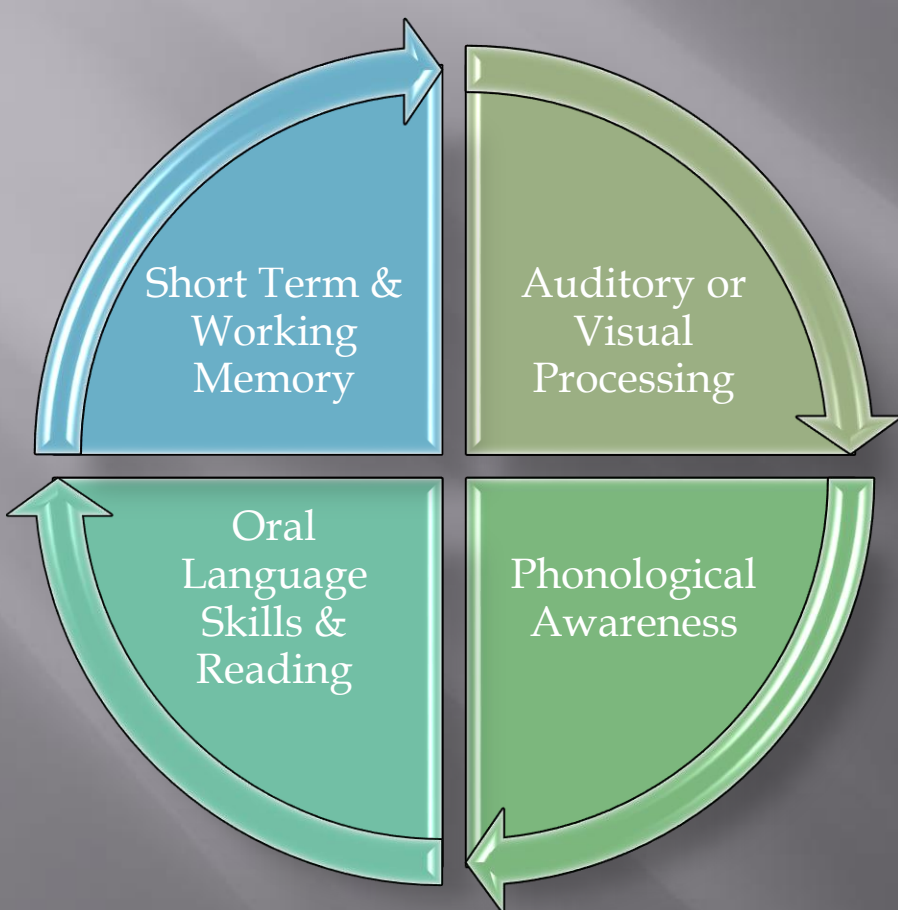 Short Term &
Working
Memory
Auditory or
Visual
Processing
Oral
Language
Skills &
Reading
Phonological
Awareness